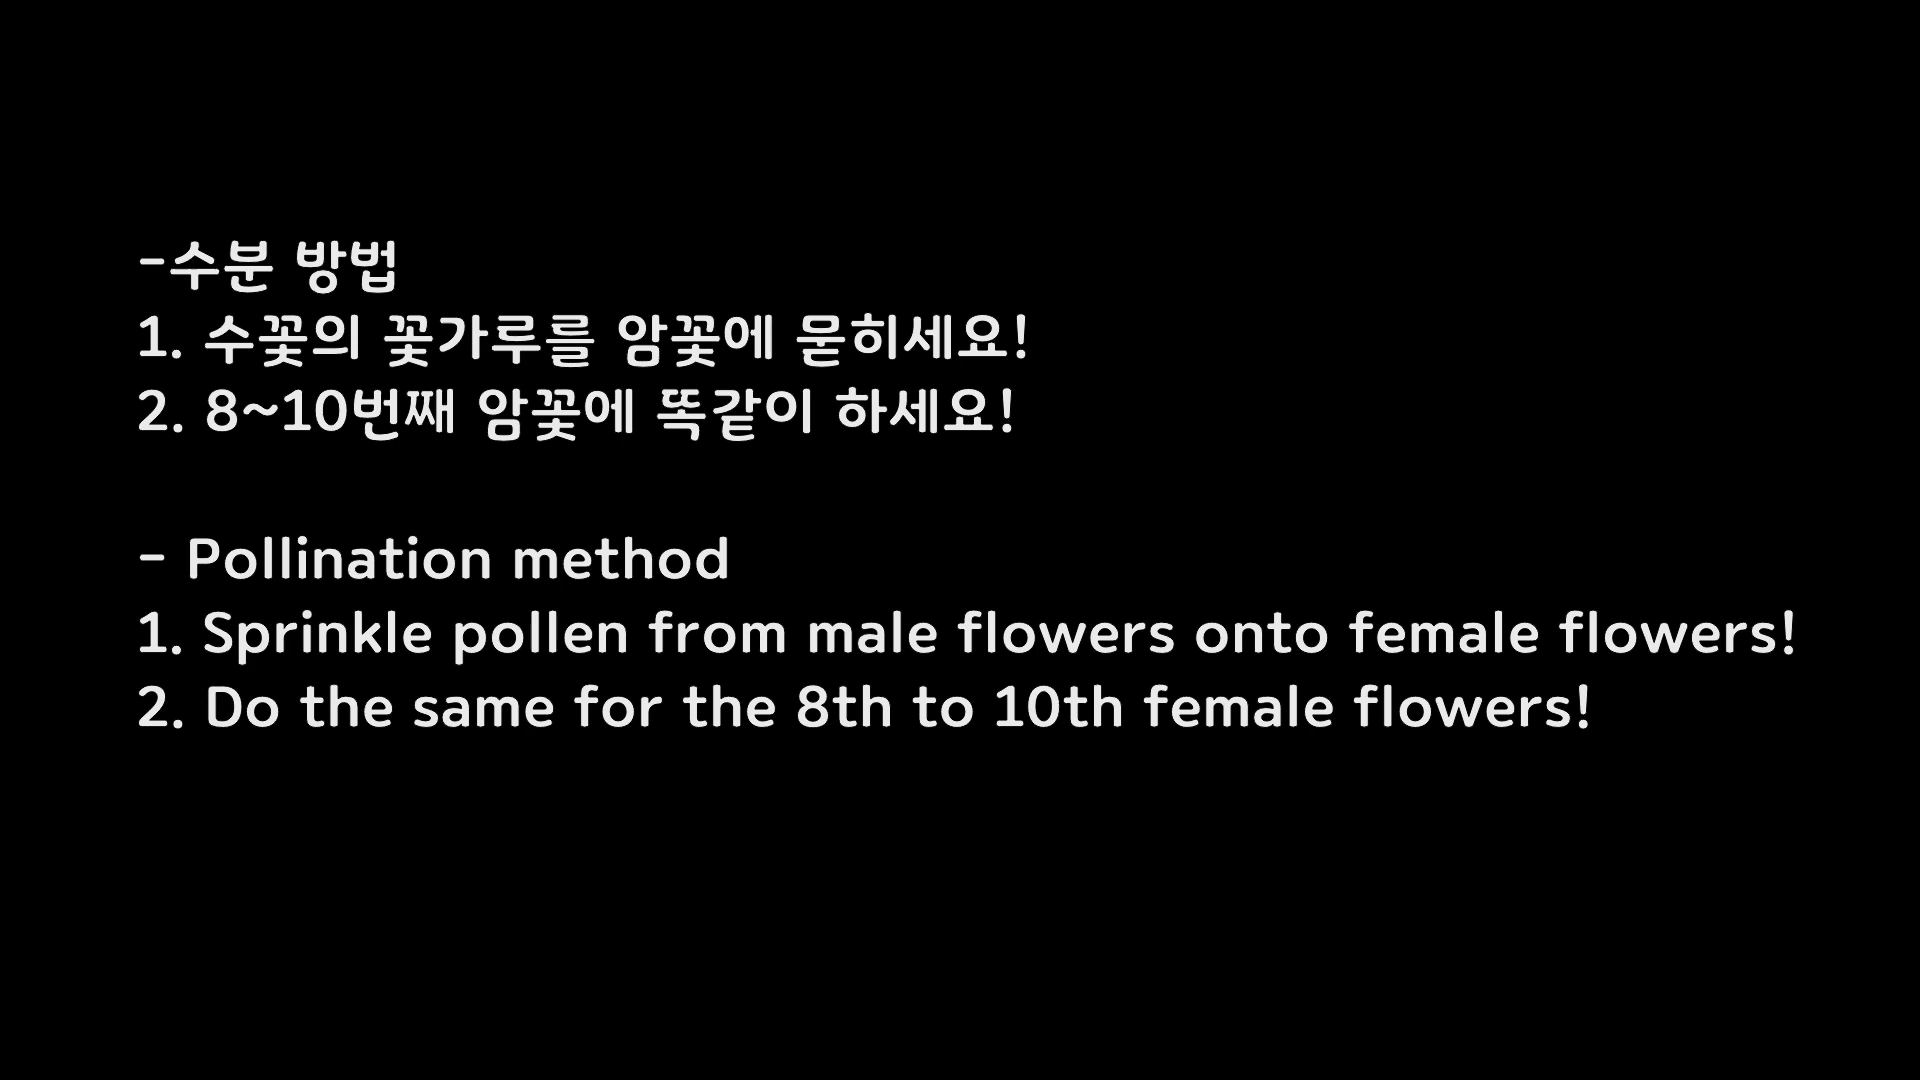 -수분 방법
1. 수꽃의 꽃가루를 암꽃에 묻히세요!
2. 8~10번째 암꽃에 똑같이 하세요!
- Pollination method
1. Sprinkle pollen from male flowers onto female flowers!
2. Do the same for the 8th to 10th female flowers!